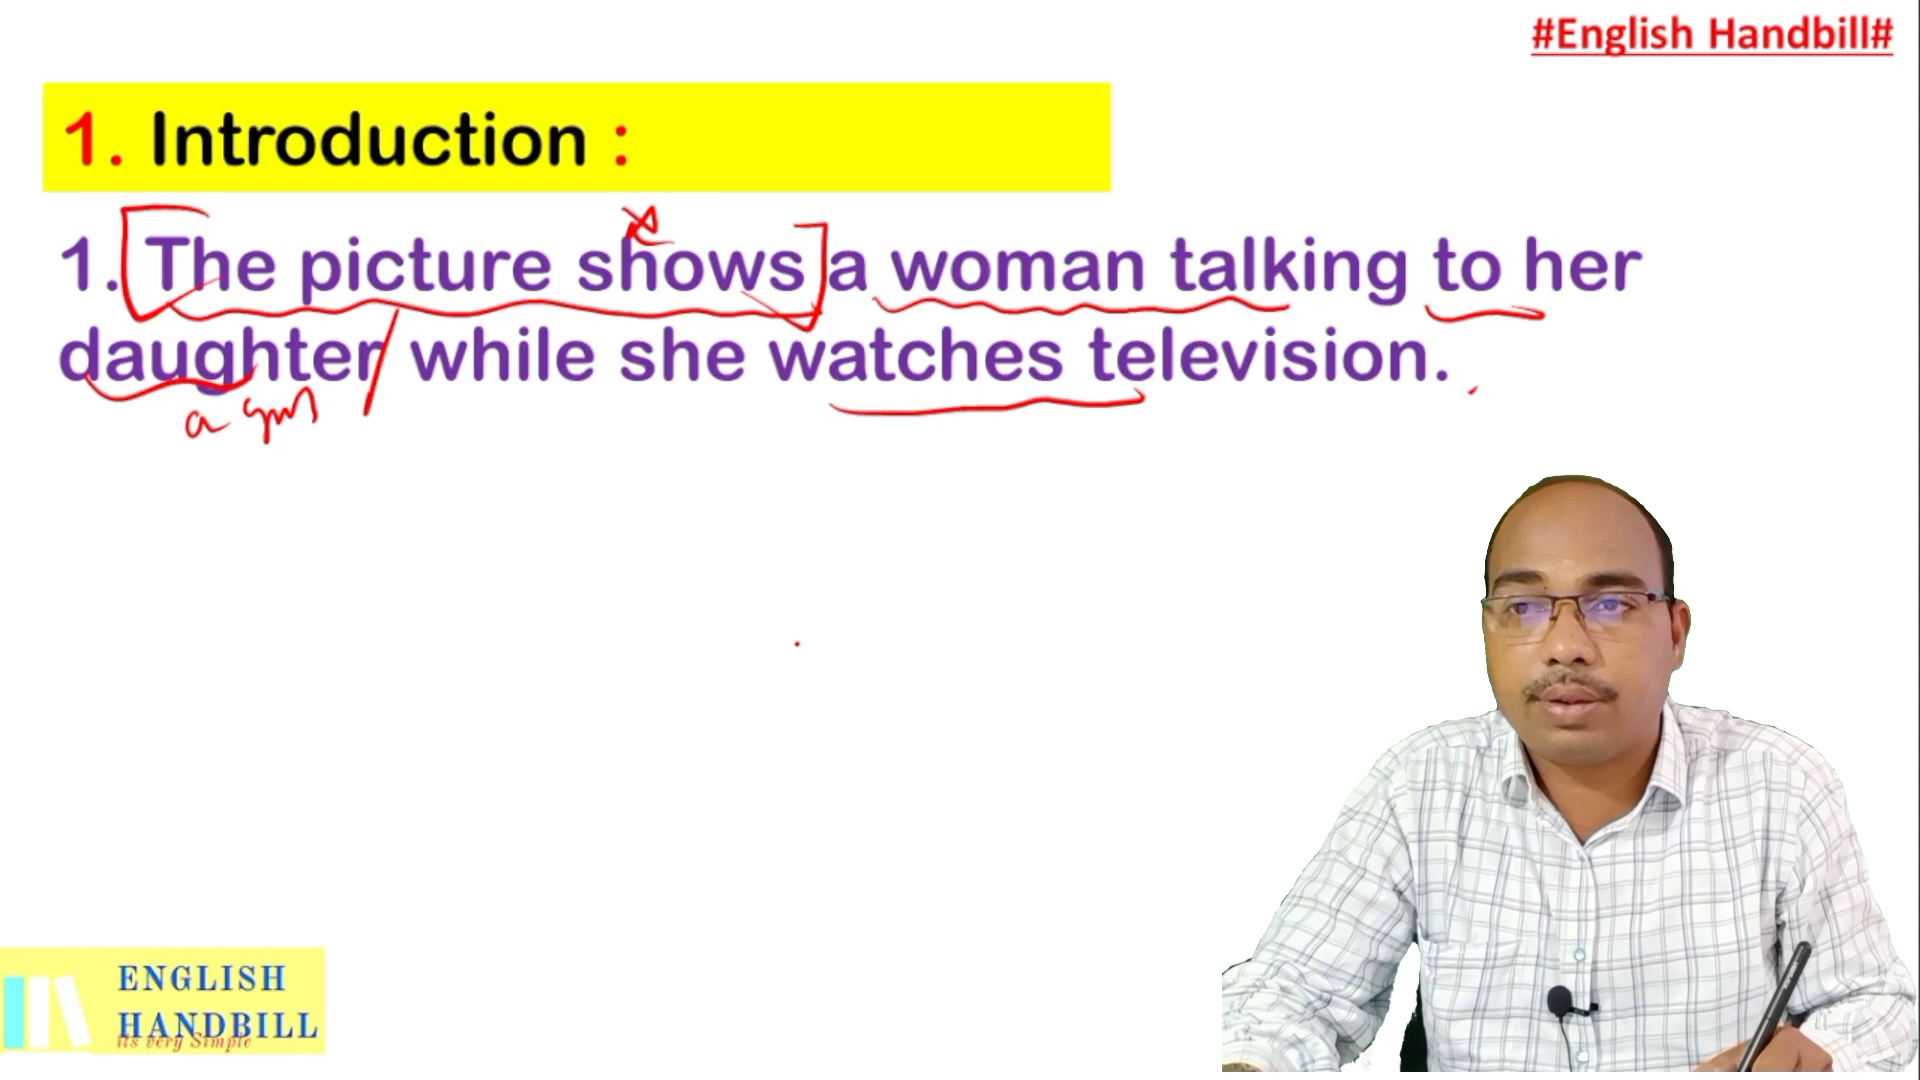 #English Handbill#
1. Introduction :
1. The picture shows a woman talking to her
daughter while she watches television.
a
ENGLISH
HANDBILL
its very Simple